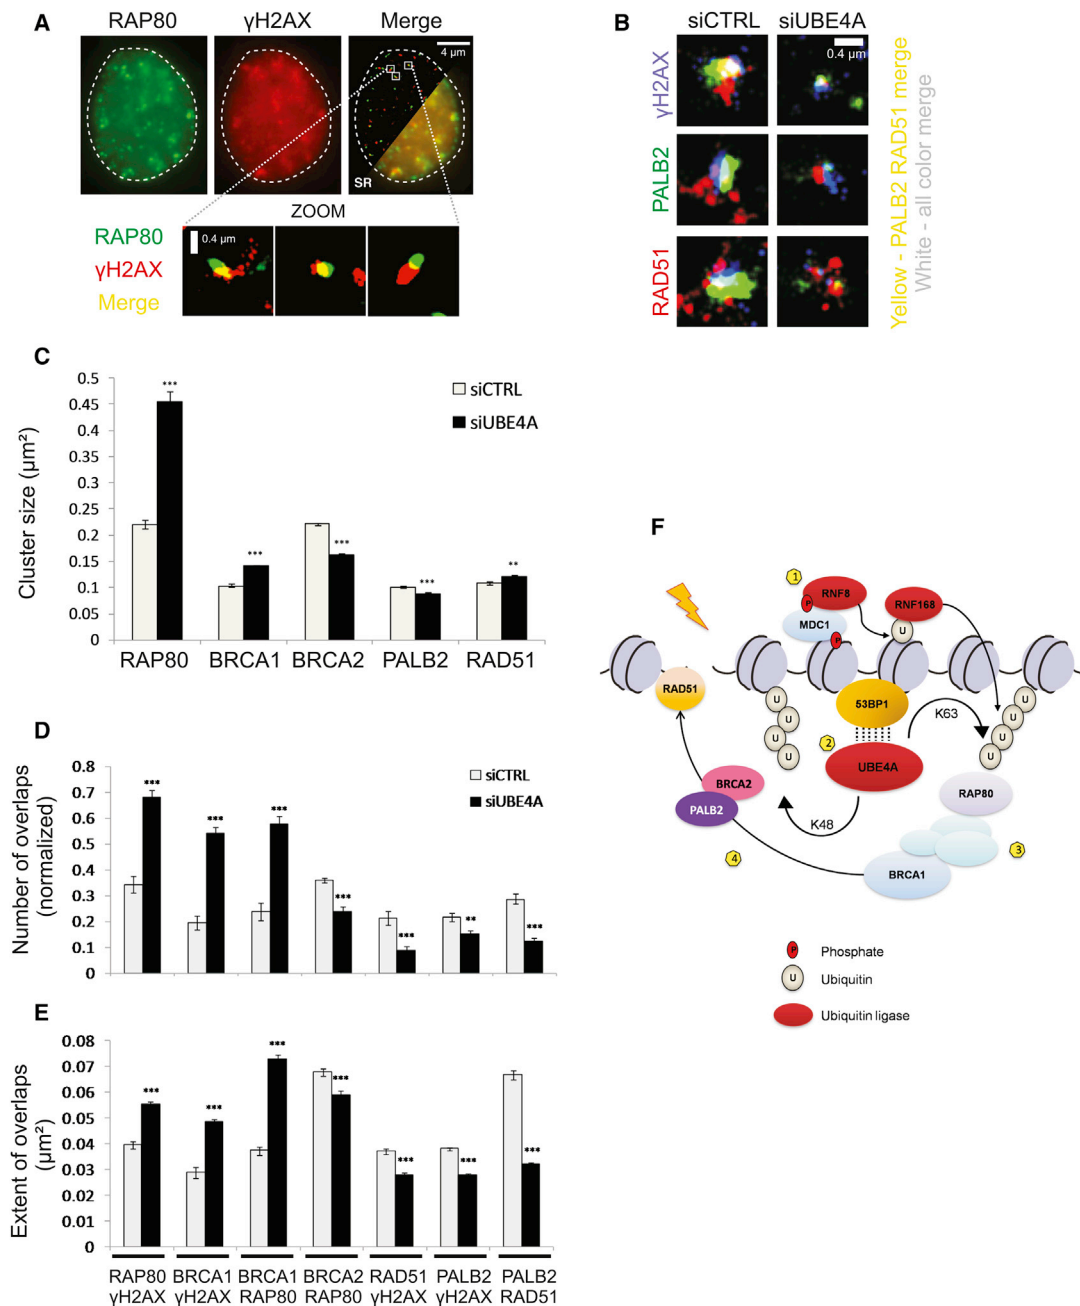 A
RAP80
γH2AX
Merge
4 µm
SR
ZOOM
RAP80
γH2AX
Merge
0.4 µm
B
siCTRL
siUBE4A
0.4 µm
γH2AX
PALB2
RAD51
Yellow - PALB2 RAD51 merge
White - all color merge
C
Cluster size (µm²)
0.5
0.45
0.4
0.35
0.3
0.25
0.2
0.15
0.1
0.05
0
siCTRL
siUBE4A
***
***
***
***
**
RAP80
BRCA1
BRCA2
PALB2
RAD51
D
Number of overlaps
(normalized)
0.8
0.7
0.6
0.5
0.4
0.3
0.2
0.1
0
siCTRL
siUBE4A
***
***
***
***
***
**
***
E
Extent of overlaps
(µm²)
0.08
0.07
0.06
0.05
0.04
0.03
0.02
0.01
0
***
***
***
***
***
***
***
RAP80 BRCA1 BRCA1 BRCA2 RAD51 PALB2 PALB2
γH2AX γH2AX RAP80 RAP80 γH2AX γH2AX RAD51
F
1
RNF8
P
MDC1
P
RNF168
U
RAD51
53BP1
K63
U
U
U
U
U
U
U
U
2
UBE4A
BRCA2
PALB2
K48
RAP80
4
BRCA1
3
P
Phosphate
U
Ubiquitin
Ubiquitin ligase